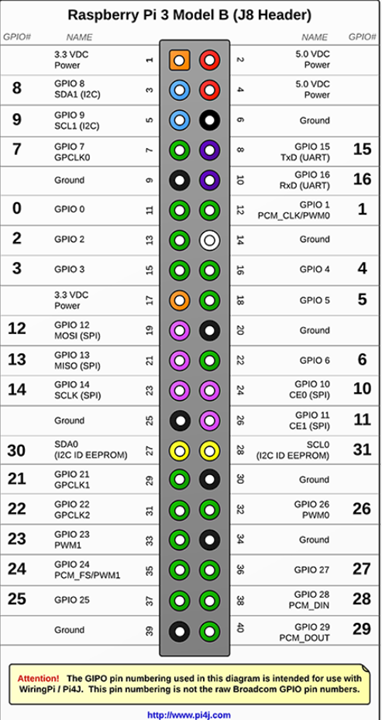 Raspberry Pi 3 Model B (J8 Header)
GPIO# NAME NAME GPIO#
3.3 VDC Power 1 2 5.0 VDC Power
8 GPIO 8 SDA1 (I2C) 3 4 5.0 VDC Power
9 GPIO 9 SCL1 (I2C) 5 6 Ground
7 GPIO 7 GPCLK0 7 8 GPIO 15 TxD (UART) 15
Ground 9 10 GPIO 16 RxD (UART) 16
0 GPIO 0 11 12 GPIO 1 PCM_CLK/PWM0 1
2 GPIO 2 13 14 Ground
3 GPIO 3 15 16 GPIO 4 4
3.3 VDC Power 17 18 GPIO 5 5
12 GPIO 12 MOSI (SPI) 19 20 Ground
13 GPIO 13 MISO (SPI) 21 22 GPIO 6 6
14 GPIO 14 SCLK (SPI) 23 24 GPIO 10 CE0 (SPI) 10
Ground 25 26 GPIO 11 CE1 (SPI) 11
30 SDA0 (I2C ID EEPROM) 27 28 SCL0 (I2C ID EEPROM) 31
21 GPIO 21 GPCLK1 29 30 Ground
22 GPIO 22 GPCLK2 31 32 GPIO 26 PWM0 26
23 GPIO 23 PWM1 33 34 Ground
24 GPIO 24 PCM_FS/PWM1 35 36 GPIO 27 27
25 GPIO 25 37 38 GPIO 28 PCM_DIN 28
Ground 39 40 GPIO 29 PCM_DOUT 29
Attention! The GIPO pin numbering used in this diagram is intended for use with
WiringPi / Pi4J. This pin numbering is not the raw Broadcom GPIO pin numbers.
http://www.pi4j.com